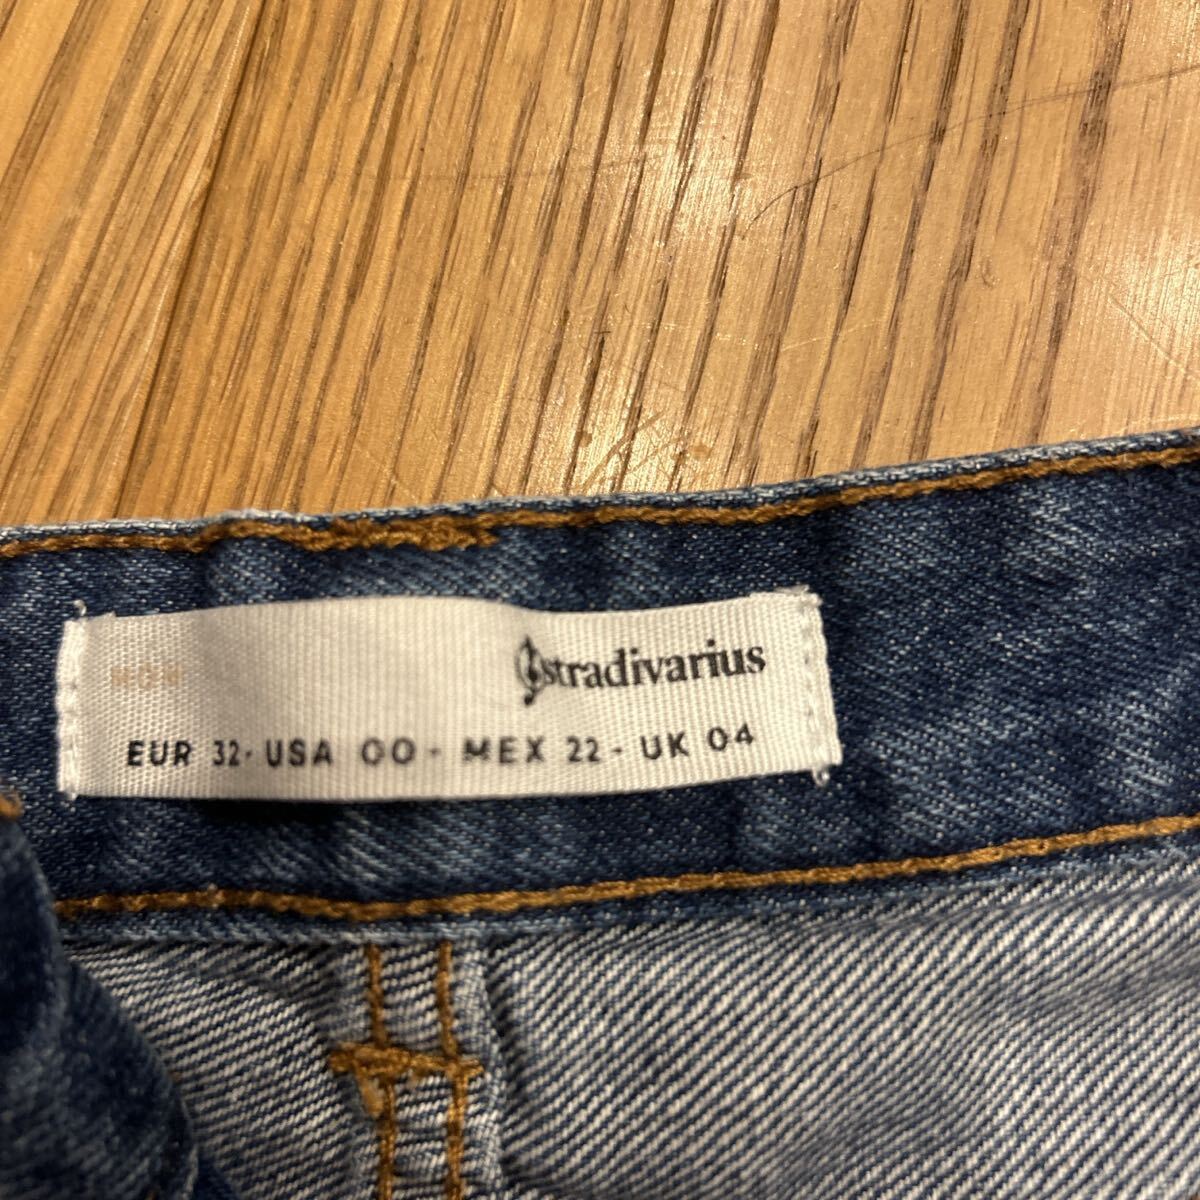 stradivarius
EUR 32 - USA 00 - MEX 22 - UK 04